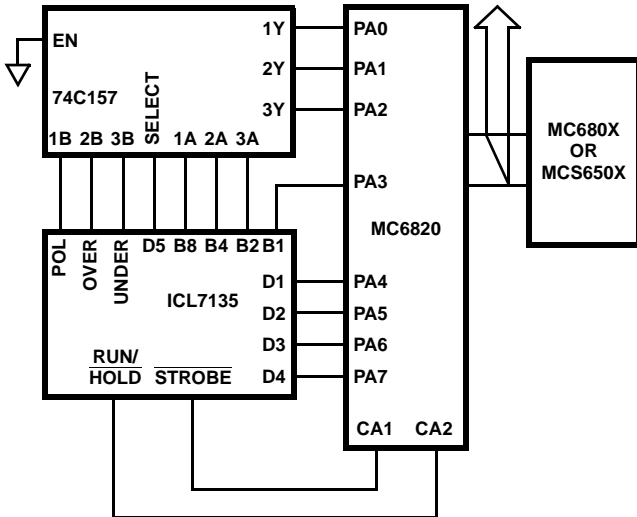 EN
74C157
SELECT
1Y
2Y
3Y
1B 2B 3B 1A 2A 3A
PA0
PA1
PA2
PA3
MC6820
PA4
PA5
PA6
PA7
CA1 CA2
MC680X
OR
MCS650X
POL
OVER
UNDER
D5 B8 B4 B2 B1
ICL7135
D1
D2
D3
D4
RUN/
HOLD STROBE